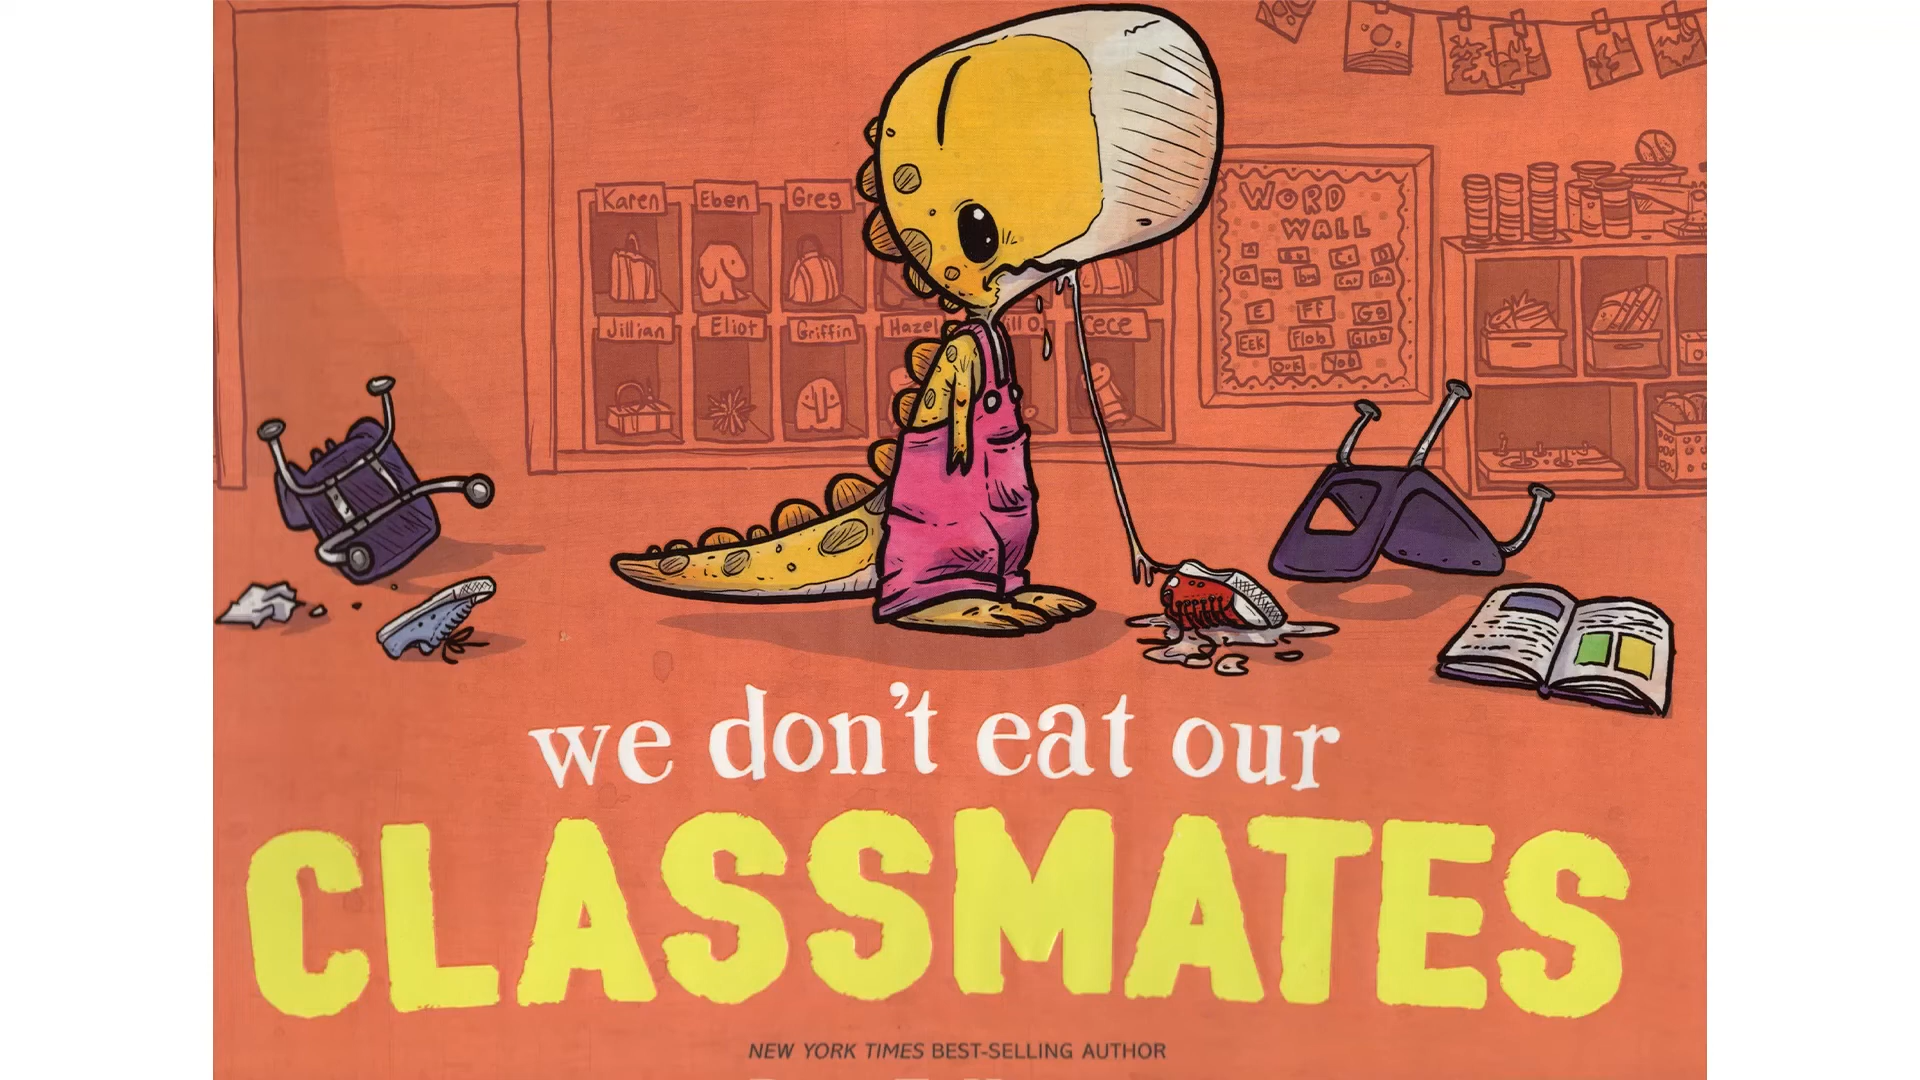 Karen Eben Greg
WORD
WALL
Jillian Eliot Griffin Hazel ill O. Cece
E Ff Gg
Eek Flob Glob
Yob
we don't eat our
CLASSMATES
NEW YORK TIMES BEST-SELLING AUTHOR